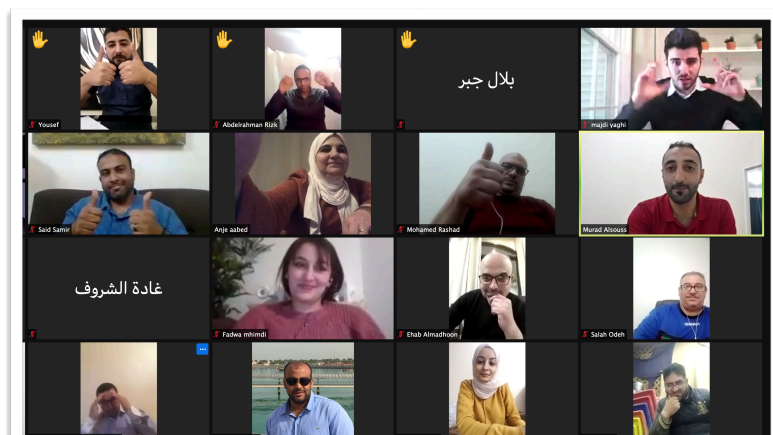 Yousef
Abdelrahman Rizk
بلال جبر
majdi yaghi
Said Samir
Anje aabed
Mohamed Rashad
Murad Alsouss
غادة الشروف
Fadwa mhimdi
Ehab Almadhoon
Salah Odeh